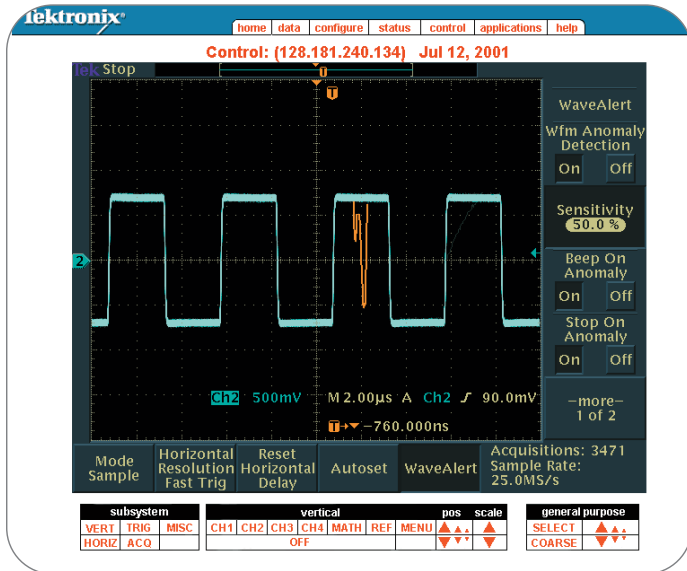 Tektronix®
home data configure status control applications help
Control: (128.181.240.134) Jul 12, 2001
Tek Stop
T
T
2
WaveAlert
Wfm Anomaly
Detection
On Off
Sensitivity
50.0 %
Beep On
Anomaly
On Off
Stop On
Anomaly
On Off
–more–
1 of 2
Ch2 500mV M 2.00µs A Ch2 90.0mV
T −760.000ns
Mode
Sample
Horizontal
Resolution
Fast Trig
Reset
Horizontal
Delay
Autoset
WaveAlert
Acquisitions: 3471
Sample Rate:
25.0MS/s
subsystem vertical pos scale general purpose
VERT TRIG MISC CH1 CH2 CH3 CH4 MATH REF MENU SELECT
HORIZ ACQ OFF COARSE